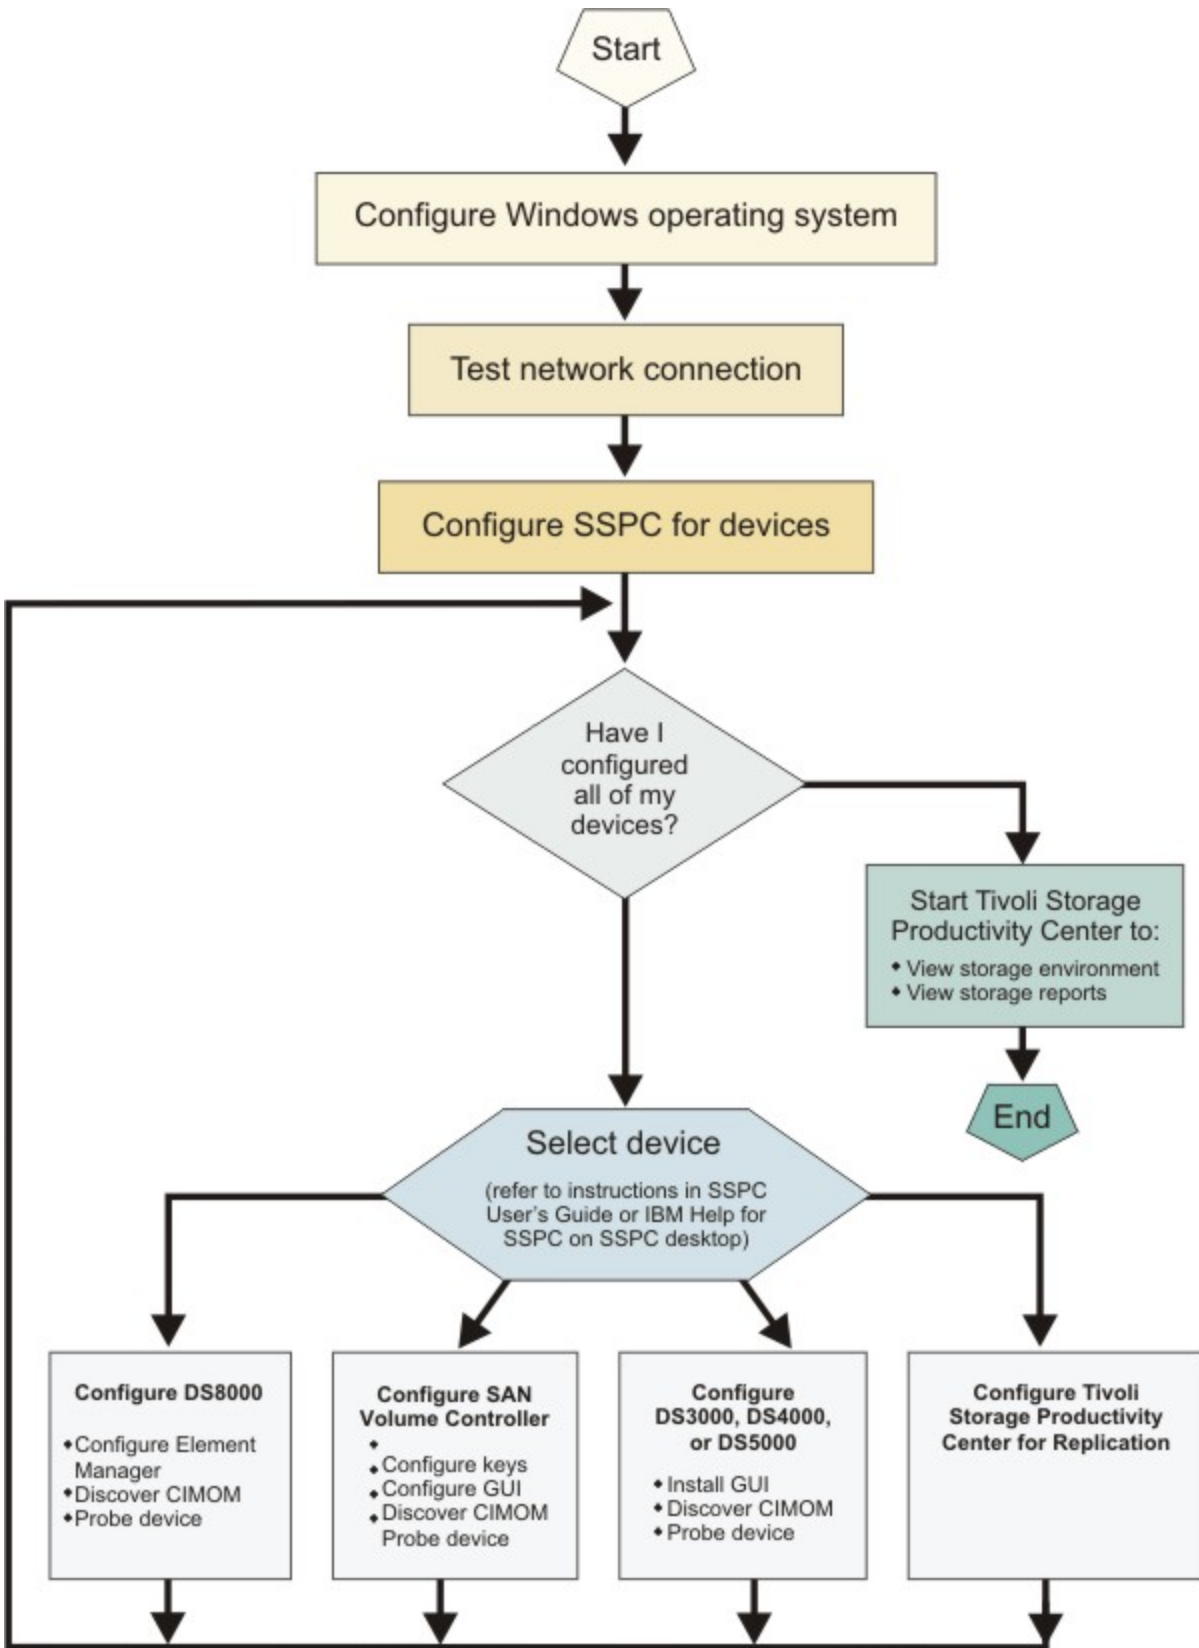 Start
Configure Windows operating system
Test network connection
Configure SSPC for devices
Have I
configured
all of my
devices?
Start Tivoli Storage
Productivity Center to:
◆ View storage environment
◆ View storage reports
End
Select device
(refer to instructions in SSPC
User's Guide or IBM Help for
SSPC on SSPC desktop)
Configure DS8000
◆ Configure Element
Manager
◆ Discover CIMOM
◆ Probe device
Configure SAN
Volume Controller
◆
◆ Configure keys
◆ Configure GUI
◆ Discover CIMOM
Probe device
Configure
DS3000, DS4000,
or DS5000
◆ Install GUI
◆ Discover CIMOM
◆ Probe device
Configure Tivoli
Storage Productivity
Center for Replication